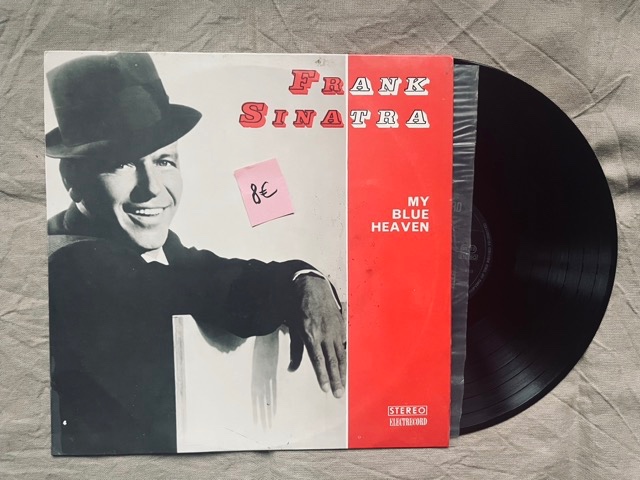 FRANK
SINATRA
8€
MY
BLUE
HEAVEN
STEREO
ELECTRECORD